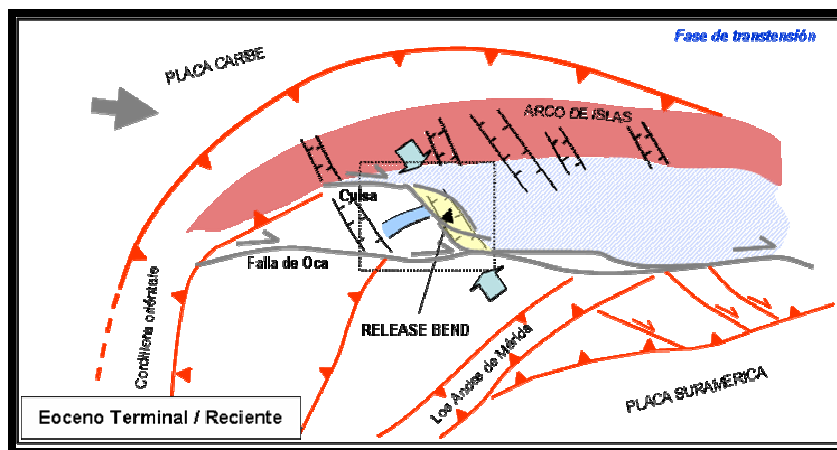 Fase de transtensión
PLACA CARIBE
ARCO DE ISLAS
Cuisa
Falla de Oca
RELEASE BEND
Cordillera oriental
Los Andes de Mérida
PLACA SURAMERICA
Eoceno Terminal / Reciente